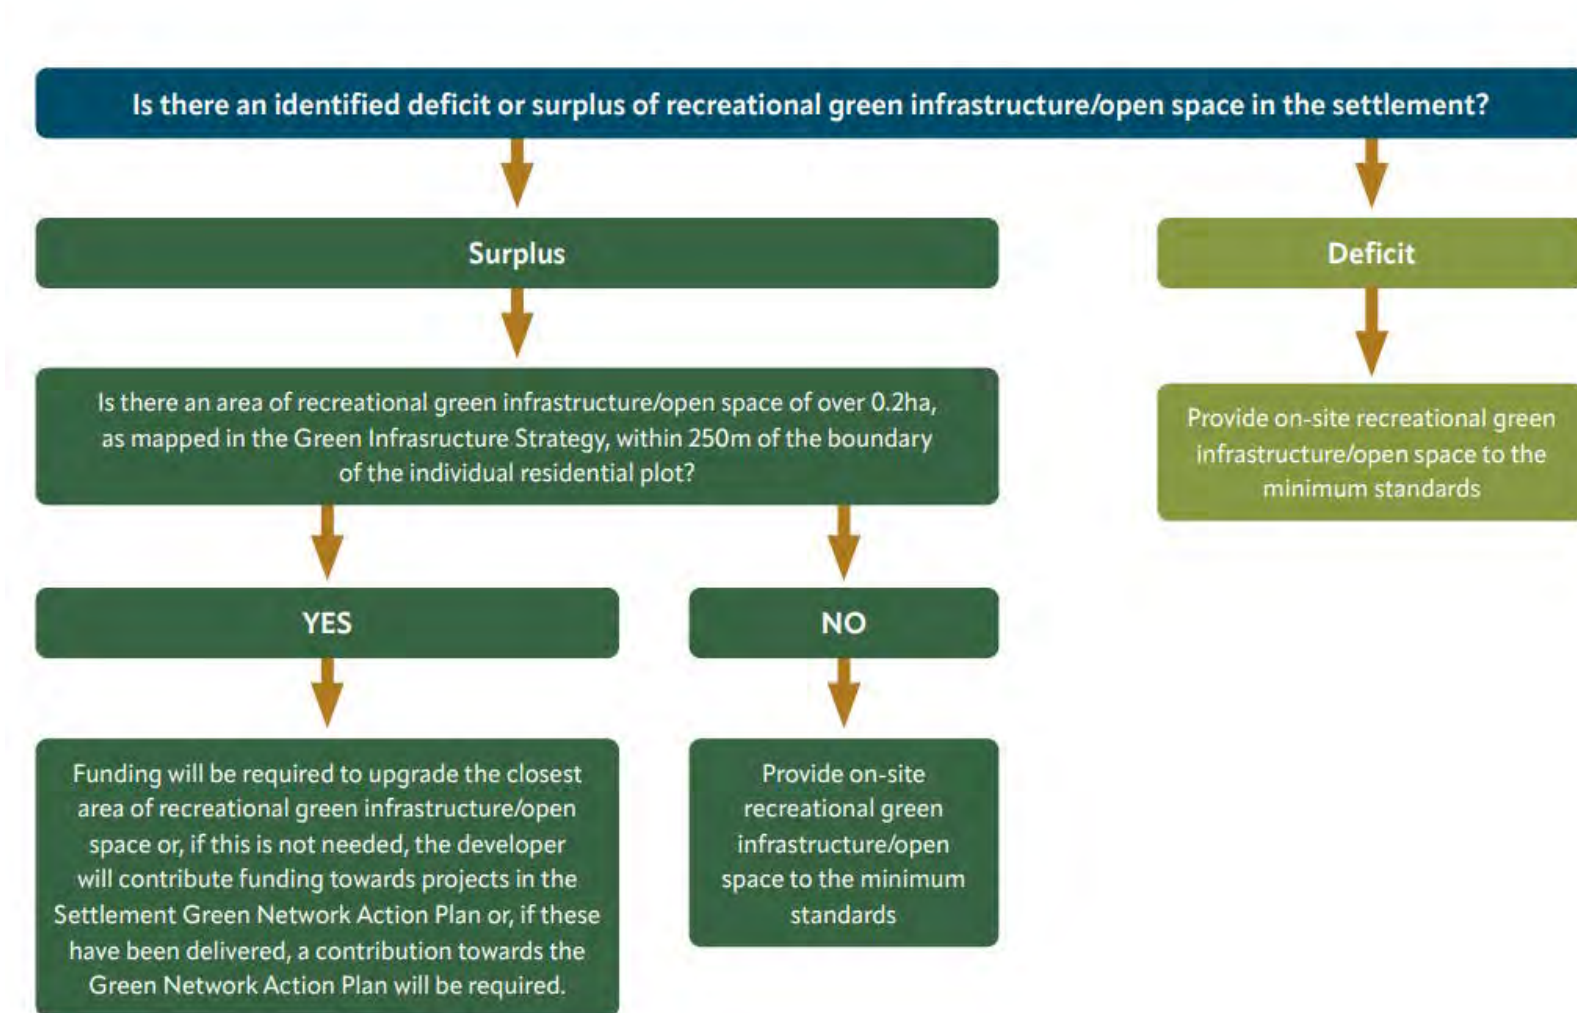 Is there an identified deficit or surplus of recreational green infrastructure/open space in the settlement?
Surplus
Deficit
Is there an area of recreational green infrastructure/open space of over 0.2ha,
as mapped in the Green Infrasructure Strategy, within 250m of the boundary
of the individual residential plot?
Provide on-site recreational green
infrastructure/open space to the
minimum standards
YES
NO
Funding will be required to upgrade the closest
area of recreational green infrastructure/open
space or, if this is not needed, the developer
will contribute funding towards projects in the
Settlement Green Network Action Plan or, if these
have been delivered, a contribution towards the
Green Network Action Plan will be required.
Provide on-site
recreational green
infrastructure/open
space to the minimum
standards